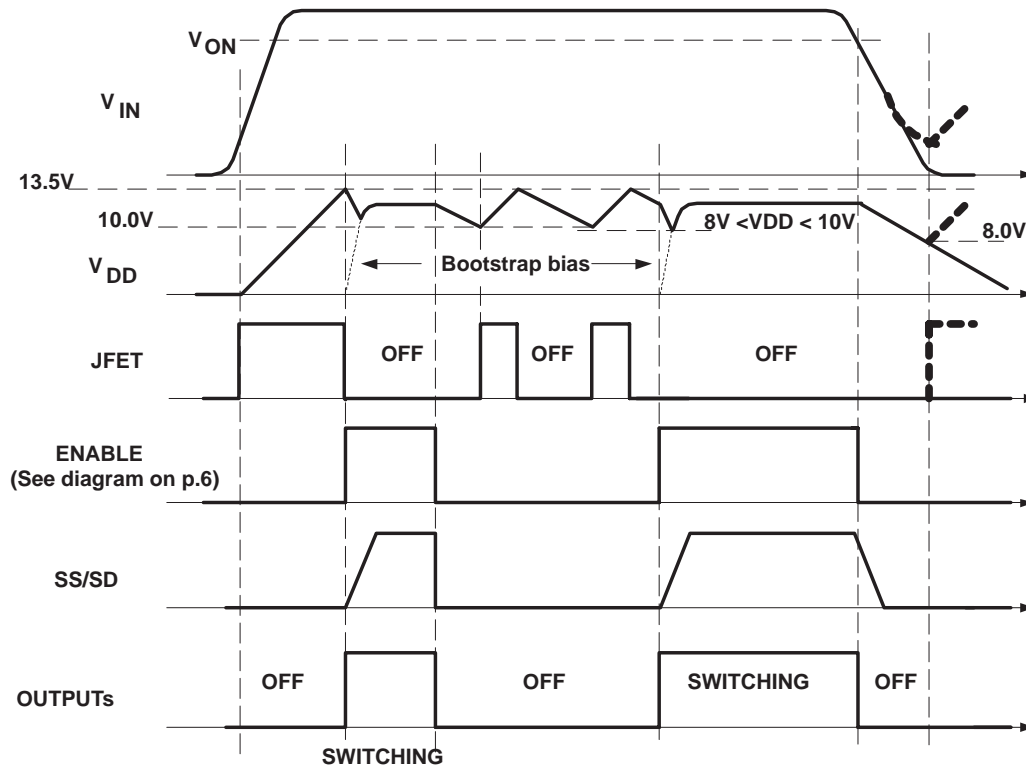 V ON
V IN
13.5V
10.0V
8V <VDD < 10V
8.0V
V DD
Bootstrap bias
JFET
OFF
OFF
OFF
ENABLE
(See diagram on p.6)
SS/SD
OUTPUTs
OFF
OFF
SWITCHING
OFF
SWITCHING